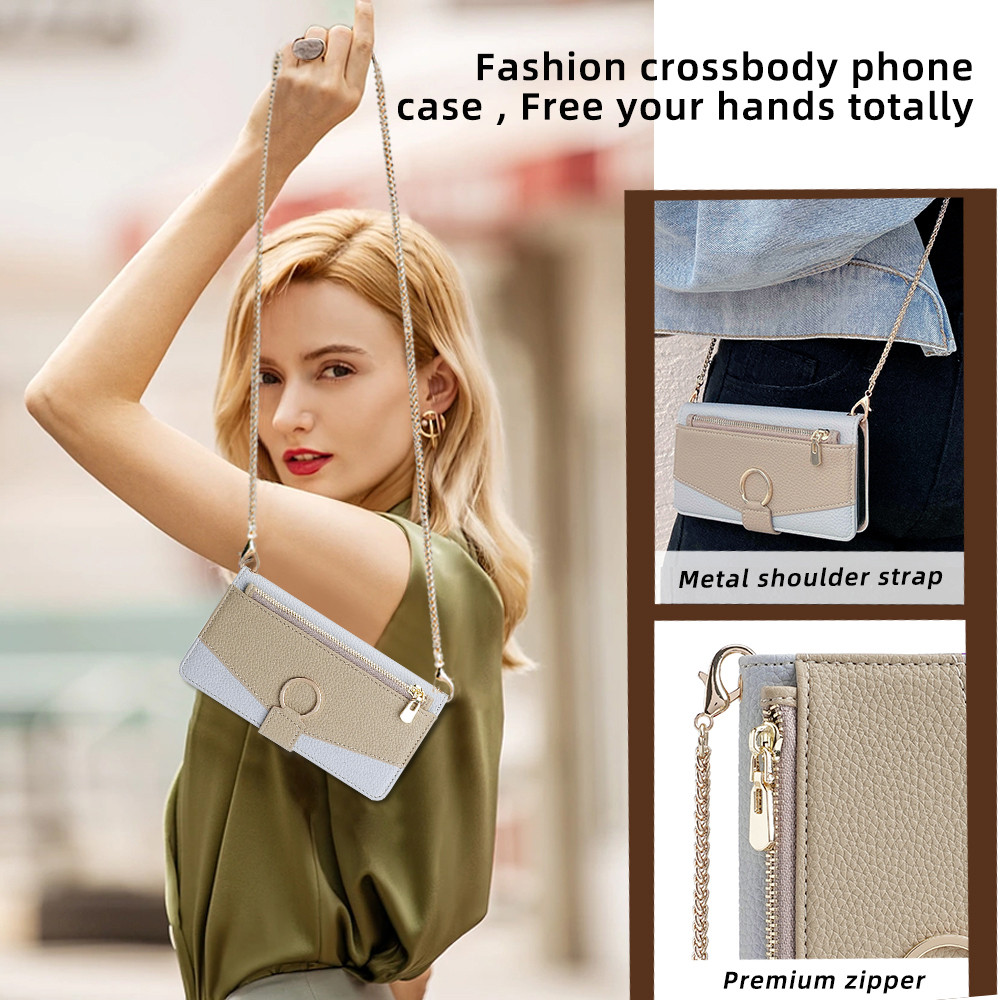 Fashion crossbody phone
case , Free your hands totally
Metal shoulder strap
Premium zipper